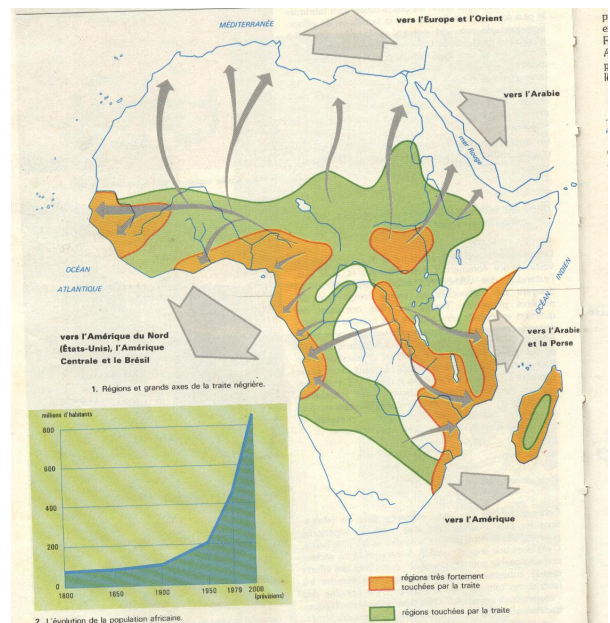 MÉDITERRANÉE
vers l'Europe et l'Orient
vers l'Arabie
mer Rouge
OCÉAN
ATLANTIQUE
OCÉAN INDIEN
vers l'Amérique du Nord
(États-Unis), l'Amérique
Centrale et le Brésil
vers l'Arabie
et la Perse
1. Régions et grands axes de la traite négrière.
vers l'Amérique
millions d'habitants
800
600
400
200
0
1800
1850
1900
1950
1979
2000
(prévisions)
régions très fortement
touchées par la traite
régions touchées par la traite
2. L'évolution de la population africaine.